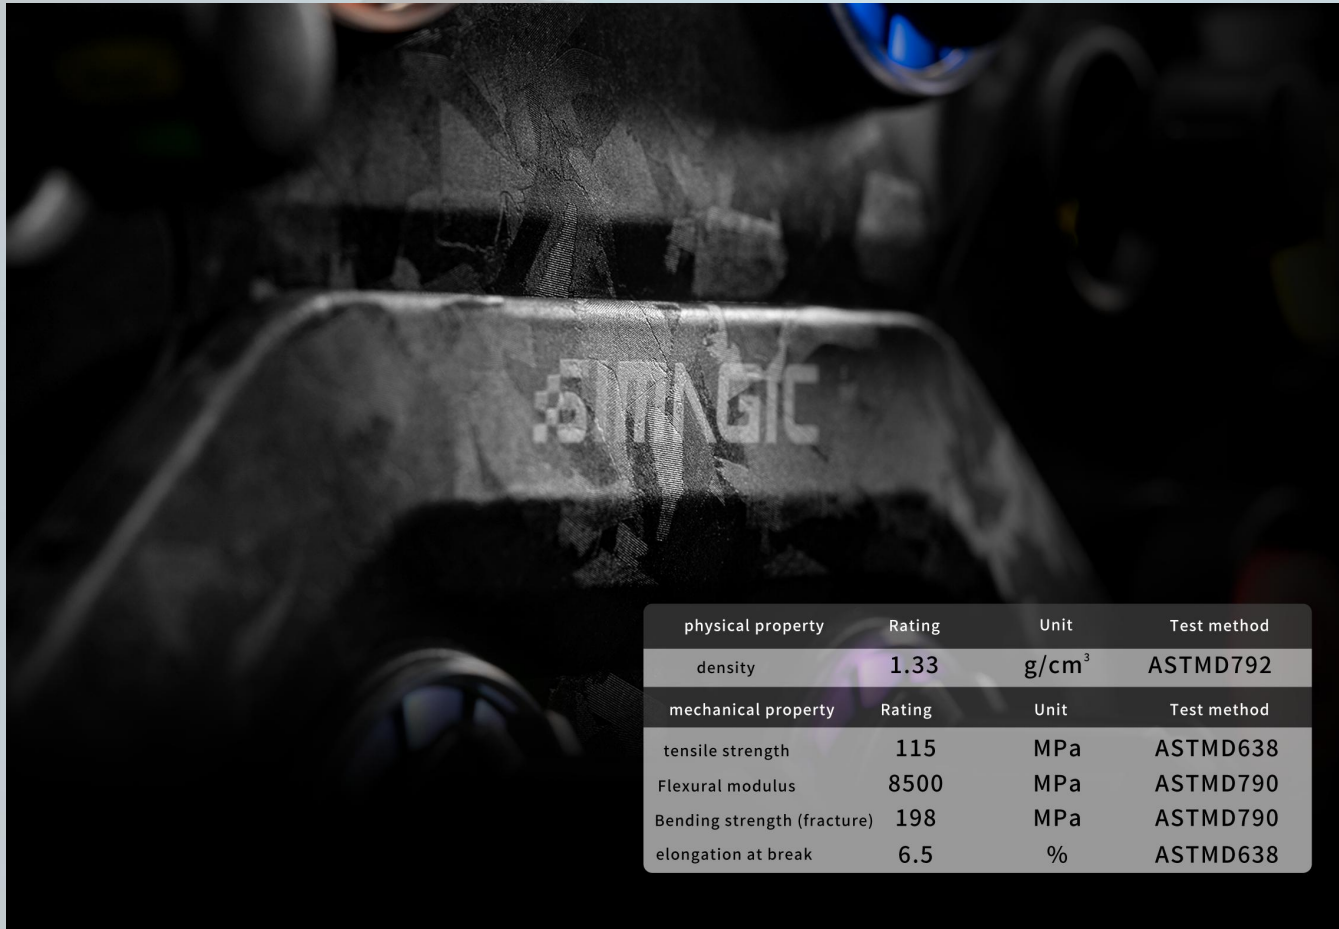 SIMAGIC
physical property Rating Unit Test method
density 1.33 g/cm³ ASTMD792
mechanical property Rating Unit Test method
tensile strength 115 MPa ASTMD638
Flexural modulus 8500 MPa ASTMD790
Bending strength (fracture) 198 MPa ASTMD790
elongation at break 6.5 % ASTMD638